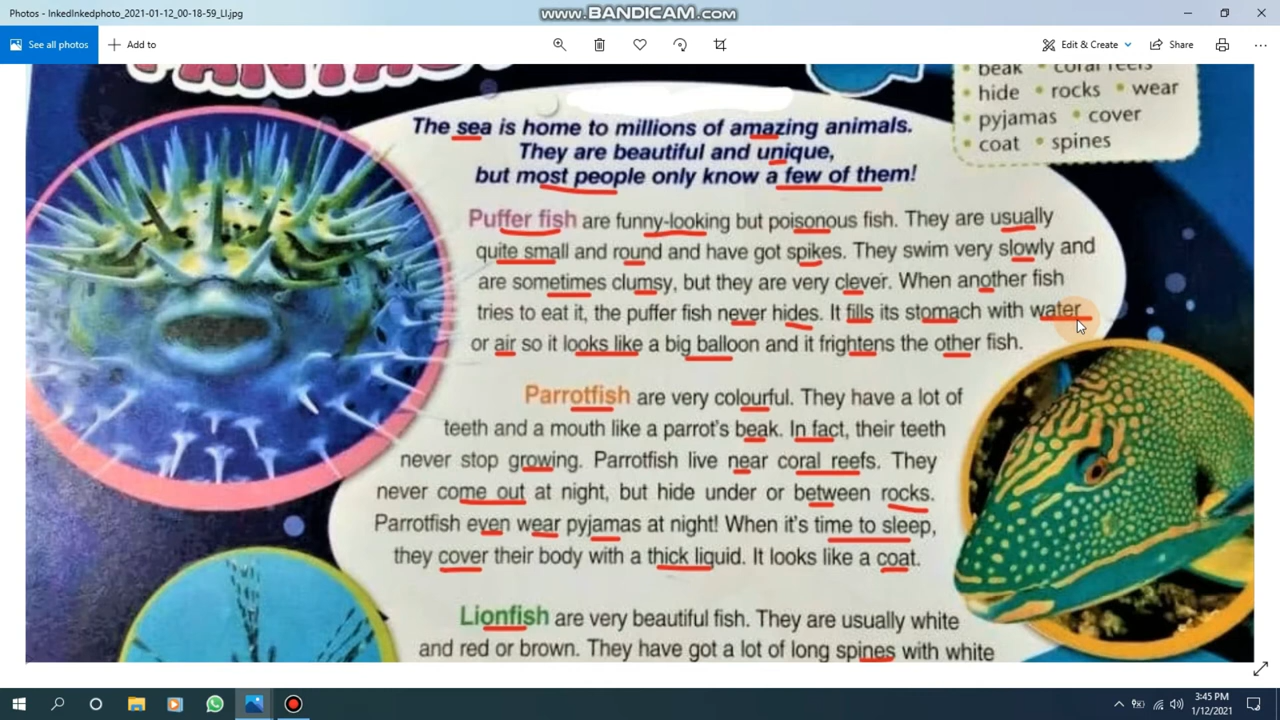 Photos - InkedInkedphoto_2021-01-12_00-18-59_LI.jpg
www.BANDICAM.com
See all photos
Add to
Edit & Create
Share
FANTAS
beak • coral reefs
• hide • rocks • wear
• pyjamas • cover
• coat • spines
The sea is home to millions of amazing animals.
They are beautiful and unique,
but most people only know a few of them!
Puffer fish are funny-looking but poisonous fish. They are usually
quite small and round and have got spikes. They swim very slowly and
are sometimes clumsy, but they are very clever. When another fish
tries to eat it, the puffer fish never hides. It fills its stomach with water
or air so it looks like a big balloon and it frightens the other fish.
Parrotfish are very colourful. They have a lot of
teeth and a mouth like a parrot's beak. In fact, their teeth
never stop growing. Parrotfish live near coral reefs. They
never come out at night, but hide under or between rocks.
Parrotfish even wear pyjamas at night! When it's time to sleep,
they cover their body with a thick liquid. It looks like a coat.
Lionfish are very beautiful fish. They are usually white
and red or brown. They have got a lot of long spines with white
3:45 PM
1/12/2021